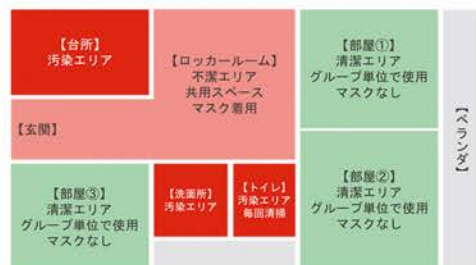 【台所】
汚染エリア
【ロッカールーム】
不潔エリア
共用スペース
マスク着用
【玄関】
【部屋①】
清潔エリア
グループ単位で使用
マスクなし
【部屋②】
清潔エリア
グループ単位で使用
マスクなし
【ベランダ】
【部屋③】
清潔エリア
グループ単位で使用
マスクなし
【洗面所】
汚染エリア
【トイレ】
汚染エリア
毎回清掃